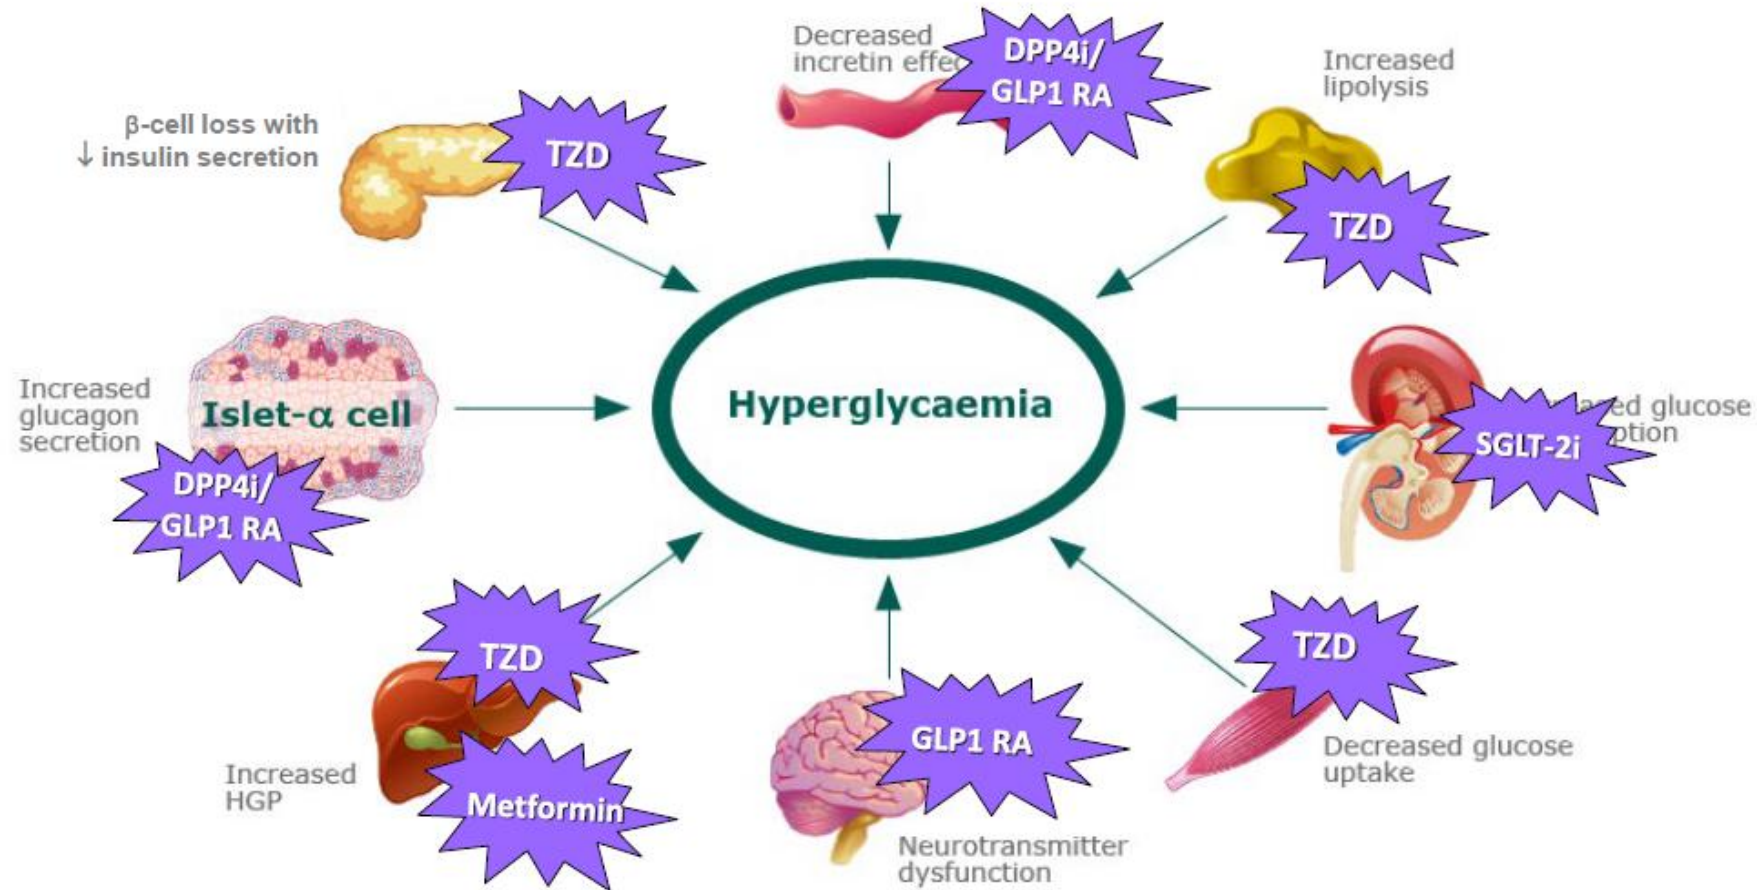 Decreased
incretin
DPP4i/
GLP1 RA
Increased
lipolysis
β-cell loss with
↓ insulin secretion
TZD
TZD
Increased
glucagon
secretion
Islet-α cell
DPP4i/
GLP1 RA
Hyperglycaemia
glucose
SGLT-2i
TZD
Increased
HGP
Metformin
GLP1 RA
Neurotransmitter
dysfunction
TZD
Decreased glucose
uptake